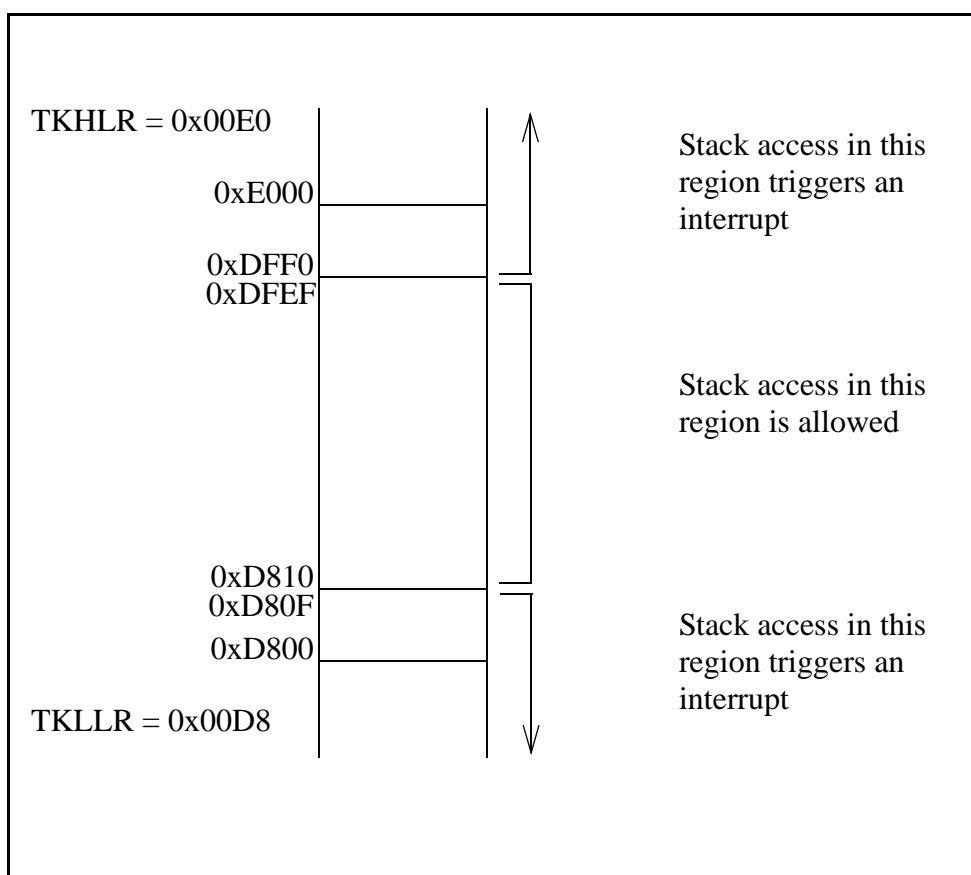 TKHLR = 0x00E0
Stack access in this
region triggers an
interrupt
0xE000
0xDFF0
0xDFEF
Stack access in this
region is allowed
0xD810
0xD80F
0xD800
Stack access in this
region triggers an
interrupt
TKLLR = 0x00D8